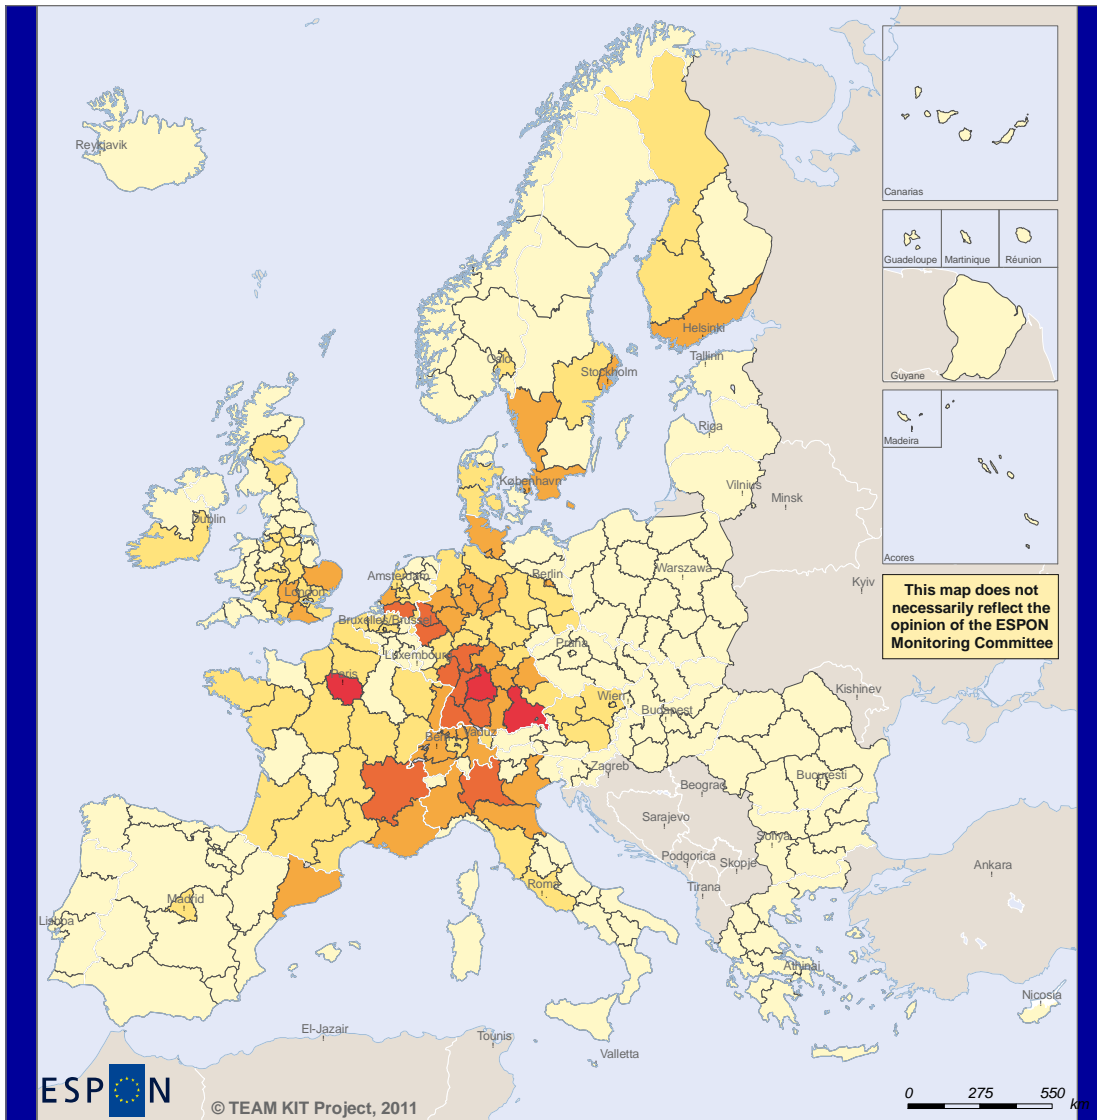 Reykjavik
Canarias
Guadeloupe
Martinique
Réunion
Guyane
Madeira
Acores
Oslo
Helsinki
Tallinn
Stockholm
Riga
København
Vilnius
Minsk
Dublin
Amsterdam
Berlin
Warszawa
London
Kyiv
Bruxelles/Brussel
Luxembourg
Praha
Paris
Wien
Kishinev
Budapest
Bern
Vaduz
Zagreb
Beograd
Bucuresti
Sarajevo
Sofiya
Podgorica
Skopje
Tirana
Ankara
Roma
Madrid
Lisboa
Athinai
Nicosia
El-Jazair
Tounis
Valletta
This map does not
necessarily reflect the
opinion of the ESPON
Monitoring Committee
ESPON
© TEAM KIT Project, 2011
0 275 550
km